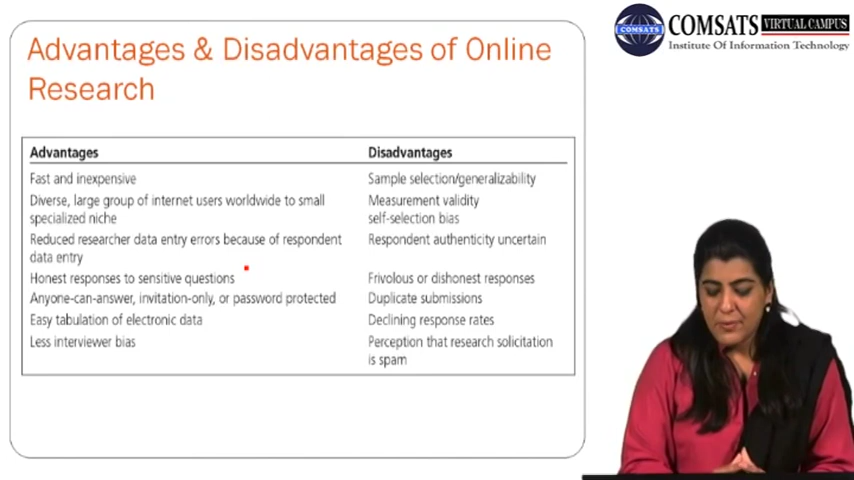 Advantages & Disadvantages of Online
Research
COMSATS
COMSATS
VIRTUAL CAMPUS
Institute Of Information Technology
Advantages
Disadvantages
Fast and inexpensive
Sample selection/generalizability
Diverse, large group of internet users worldwide to small
specialized niche
Measurement validity
self-selection bias
Reduced researcher data entry errors because of respondent
data entry
Respondent authenticity uncertain
Honest responses to sensitive questions
Frivolous or dishonest responses
Anyone-can-answer, invitation-only, or password protected
Duplicate submissions
Easy tabulation of electronic data
Declining response rates
Less interviewer bias
Perception that research solicitation
is spam